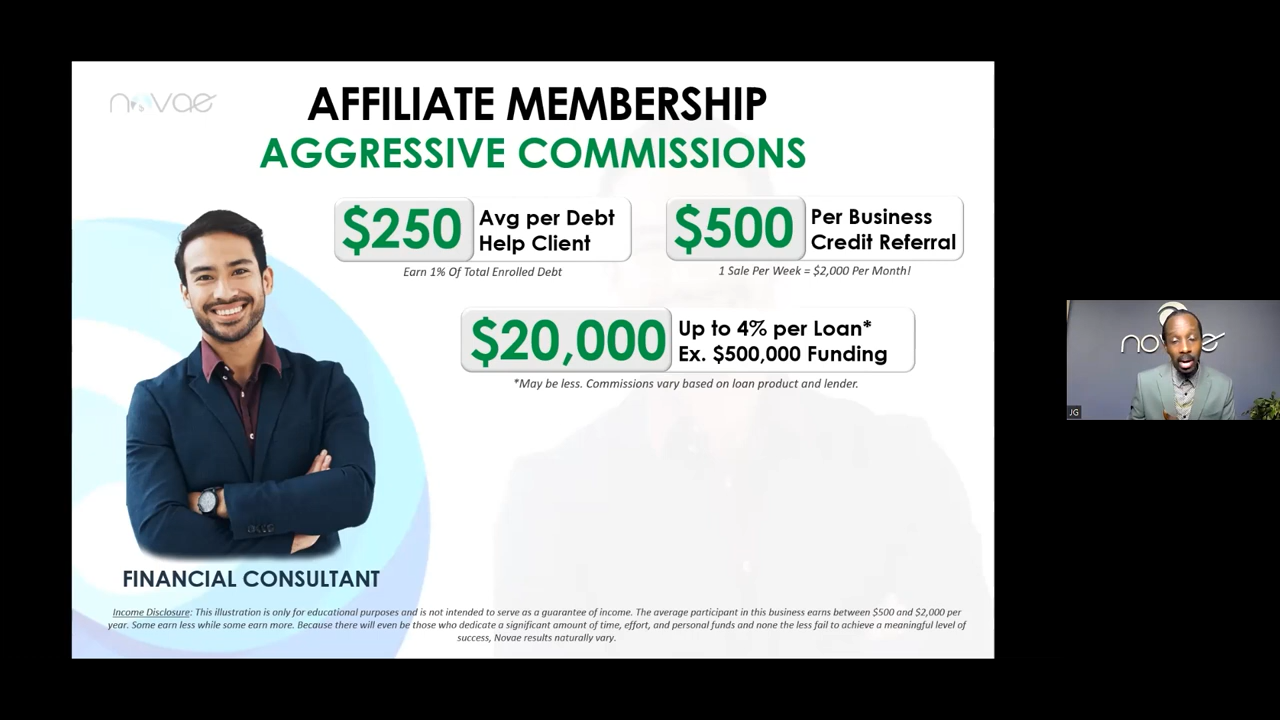 novae
AFFILIATE MEMBERSHIP
AGGRESSIVE COMMISSIONS
$250 Avg per Debt
Help Client
Earn 1% Of Total Enrolled Debt
$500 Per Business
Credit Referral
1 Sale Per Week = $2,000 Per Month!
$20,000 Up to 4% per Loan*
Ex. $500,000 Funding
*May be less. Commissions vary based on loan product and lender.
novae
JG
FINANCIAL CONSULTANT
Income Disclosure: This illustration is only for educational purposes and is not intended to serve as a guarantee of income. The average participant in this business earns between $500 and $2,000 per
year. Some earn less while some earn more. Because there will even be those who dedicate a significant amount of time, effort, and personal funds and none the less fail to achieve a meaningful level of
success, Novae results naturally vary.